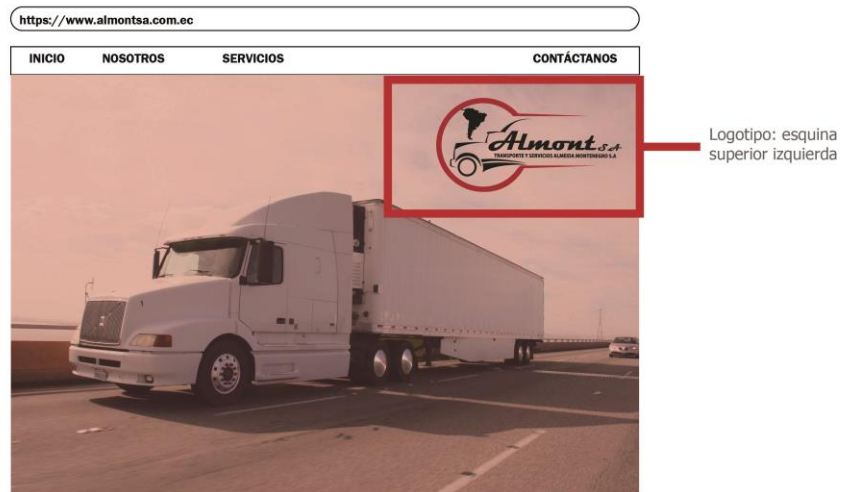 https://www.almontsa.com.ec
INICIO NOSOTROS SERVICIOS CONTÁCTANOS
Almont S.A
TRANSPORTE Y SERVICIOS ALMEIDA MONTENEGRO S.A
Logotipo: esquina
superior izquierda